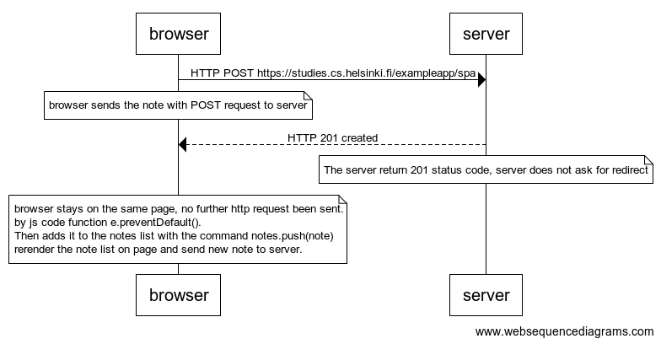 browser
server
HTTP POST https://studies.cs.helsinki.fi/exampleapp/spa
browser sends the note with POST request to server
HTTP 201 created
The server return 201 status code, server does not ask for redirect
browser stays on the same page, no further http request been sent.
by js code function e.preventDefault().
Then adds it to the notes list with the command notes.push(note)
rerender the note list on page and send new note to server.
browser
server
www.websequencediagrams.com